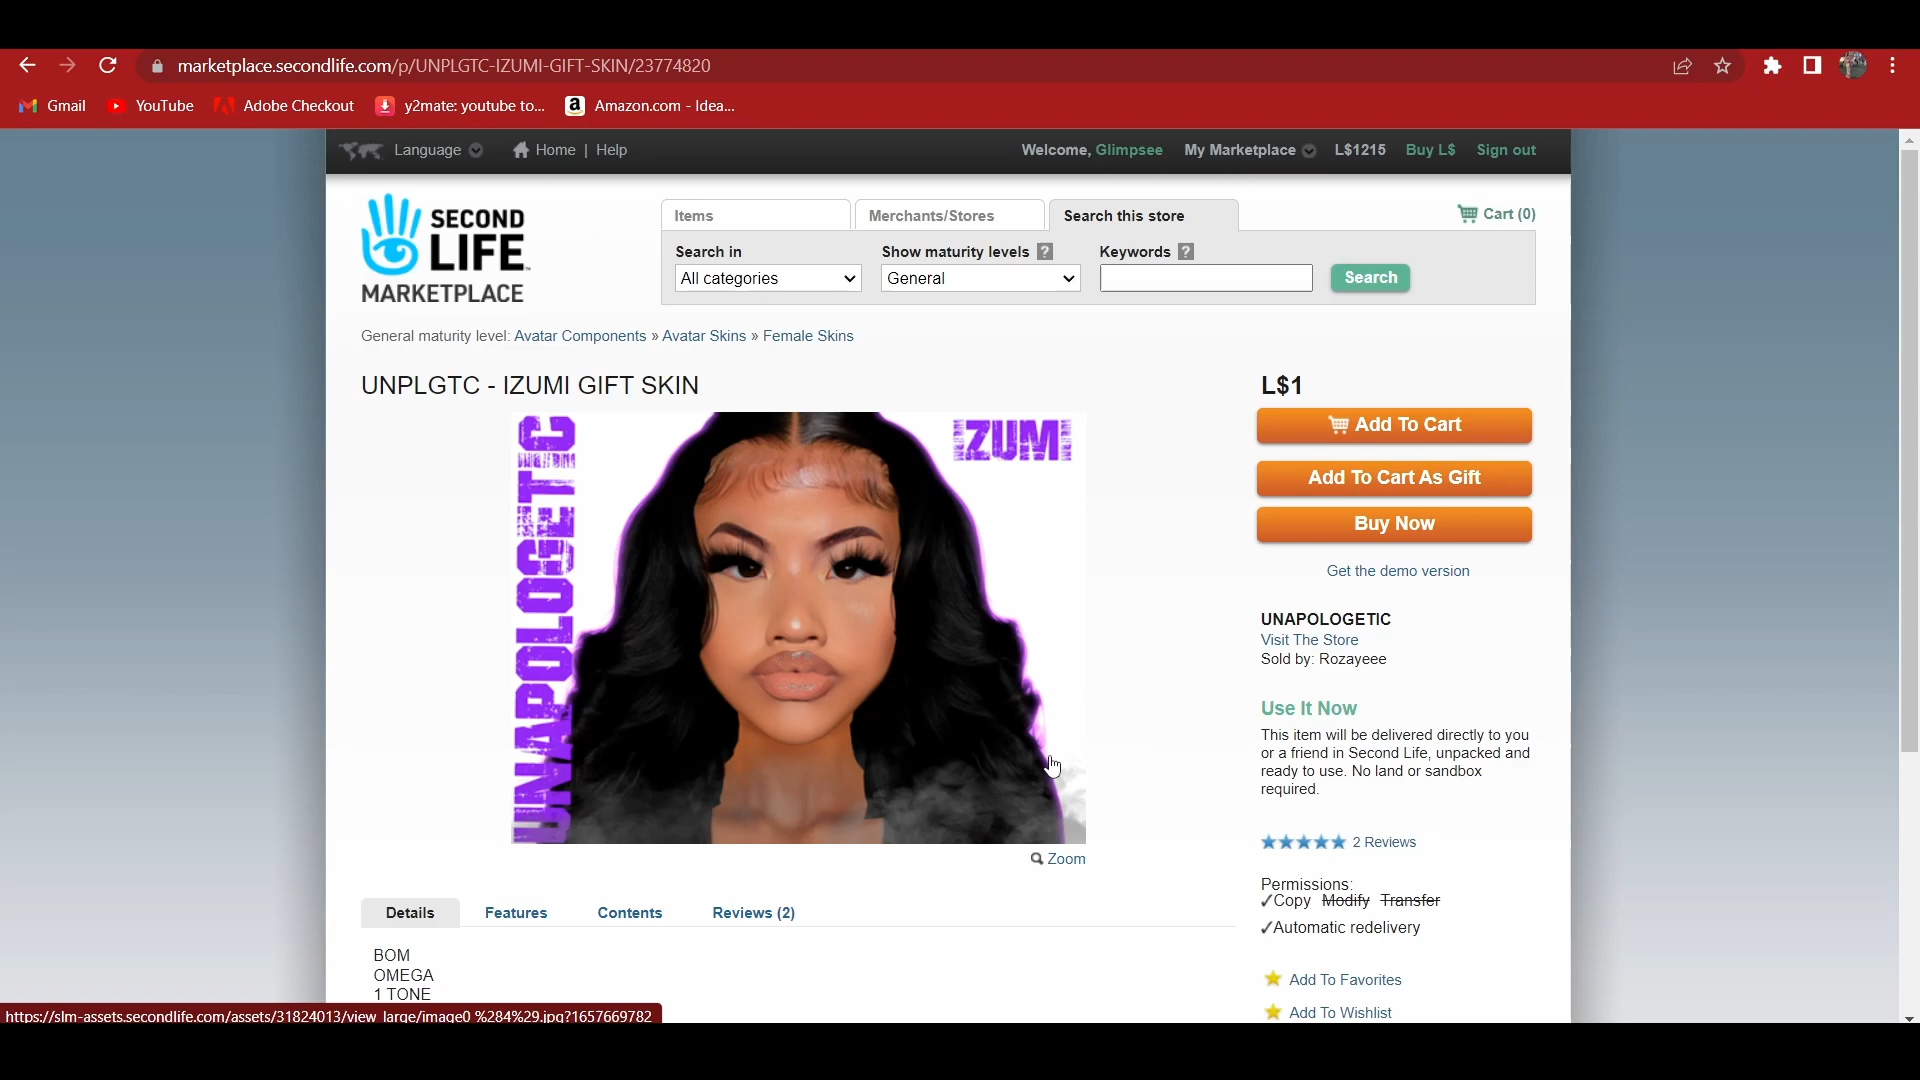 marketplace.secondlife.com/p/UNPLGTC-IZUMI-GIFT-SKIN/23774820
Gmail
YouTube
Adobe Checkout
y2mate: youtube to...
Amazon.com - Idea...
Language
Home | Help
Welcome, Glimpsee
My Marketplace
L$1215
Buy L$
Sign out
SECOND
LIFE
MARKETPLACE
Items
Merchants/Stores
Search this store
Cart (0)
Search in
Show maturity levels ?
Keywords ?
All categories
General
Search
General maturity level: Avatar Components » Avatar Skins » Female Skins
UNPLGTC - IZUMI GIFT SKIN
UNAPOLOGETC
IZUMI
Zoom
L$1
Add To Cart
Add To Cart As Gift
Buy Now
Get the demo version
UNAPOLOGETIC
Visit The Store
Sold by: Rozayeee
Use It Now
This item will be delivered directly to you
or a friend in Second Life, unpacked and
ready to use. No land or sandbox
required.
2 Reviews
Permissions:
✓Copy Modify Transfer
✓Automatic redelivery
Add To Favorites
Add To Wishlist
Details
Features
Contents
Reviews (2)
BOM
OMEGA
1 TONE
https://slm-assets.secondlife.com/assets/31824013/view_large/image0_%284%29.jpg?1657669782